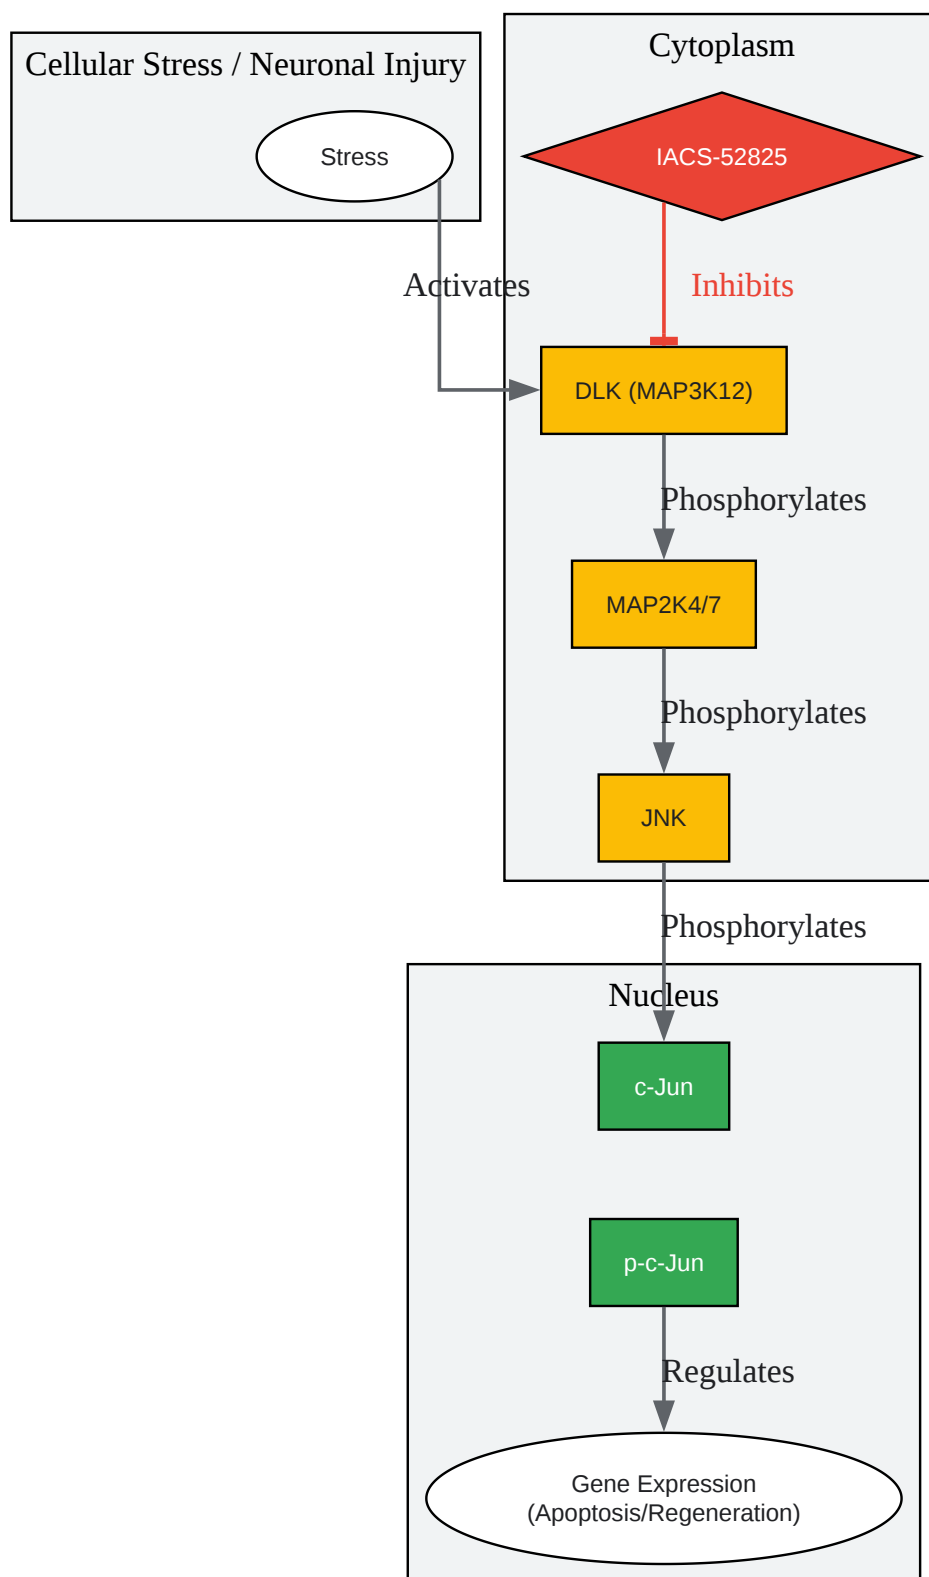 Cellular Stress / Neuronal Injury
Stress
Activates
Cytoplasm
IACS-52825
Inhibits
DLK (MAP3K12)
Phosphorylates
MAP2K4/7
Phosphorylates
JNK
Phosphorylates
Nucleus
c-Jun
p-c-Jun
Regulates
Gene Expression
(Apoptosis/Regeneration)